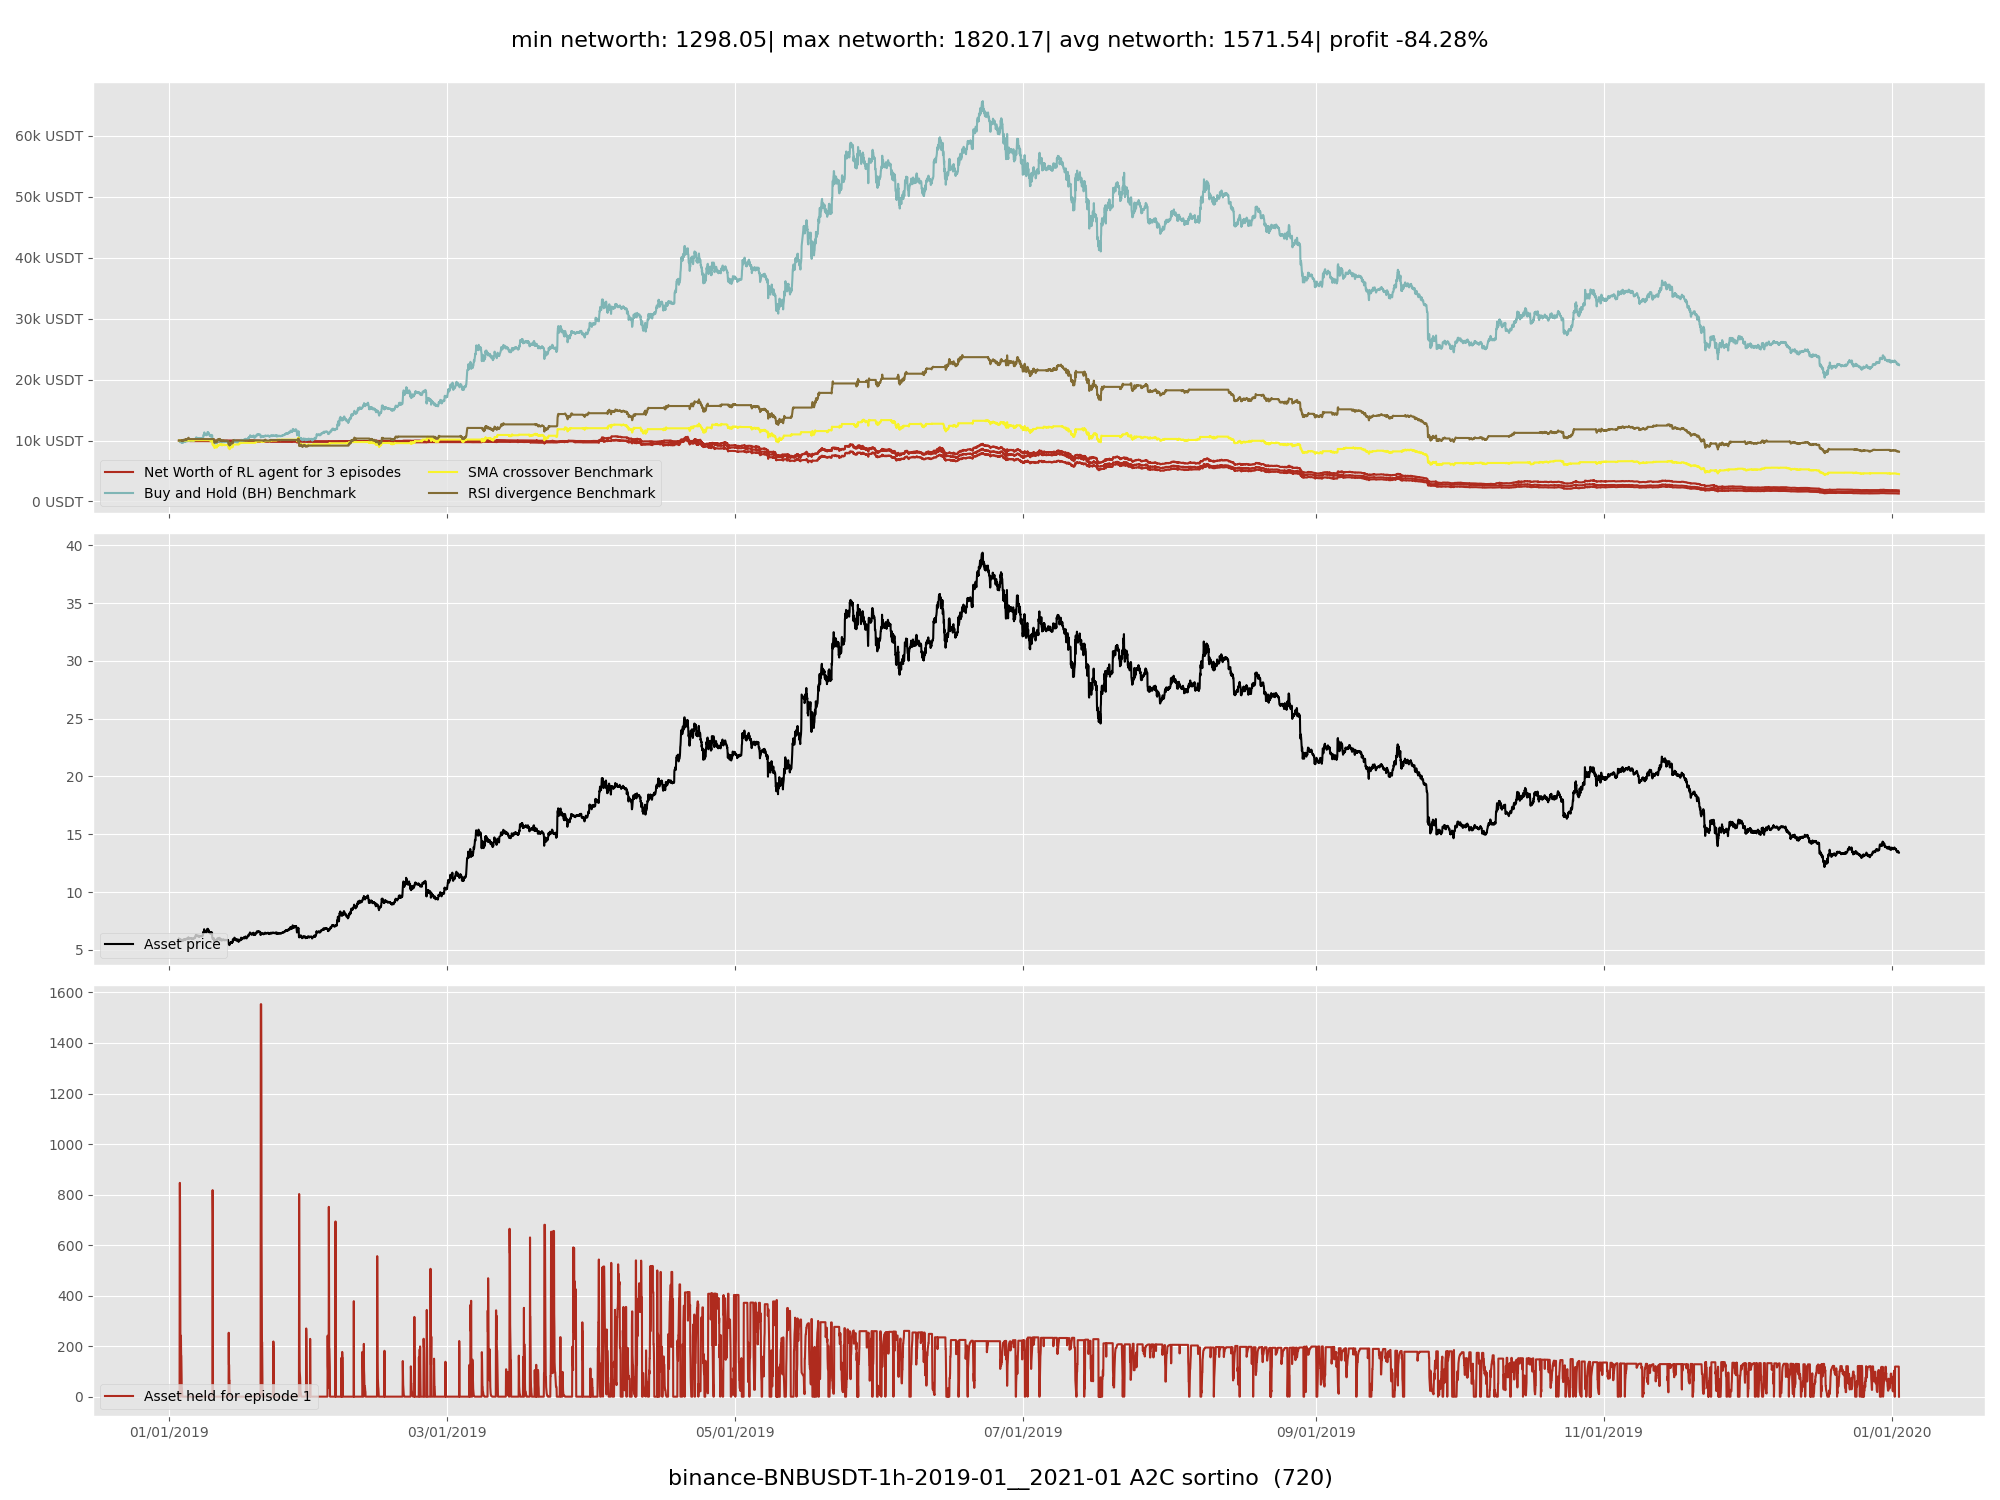 min networth: 1298.05| max networth: 1820.17| avg networth: 1571.54| profit -84.28%
60k USDT
50k USDT
40k USDT
30k USDT
20k USDT
10k USDT
0 USDT
Net Worth of RL agent for 3 episodes
Buy and Hold (BH) Benchmark
SMA crossover Benchmark
RSI divergence Benchmark
40
35
30
25
20
15
10
5
Asset price
1600
1400
1200
1000
800
600
400
200
0
Asset held for episode 1
01/01/2019 03/01/2019 05/01/2019 07/01/2019 09/01/2019 11/01/2019 01/01/2020
binance-BNBUSDT-1h-2019-01__2021-01 A2C sortino (720)